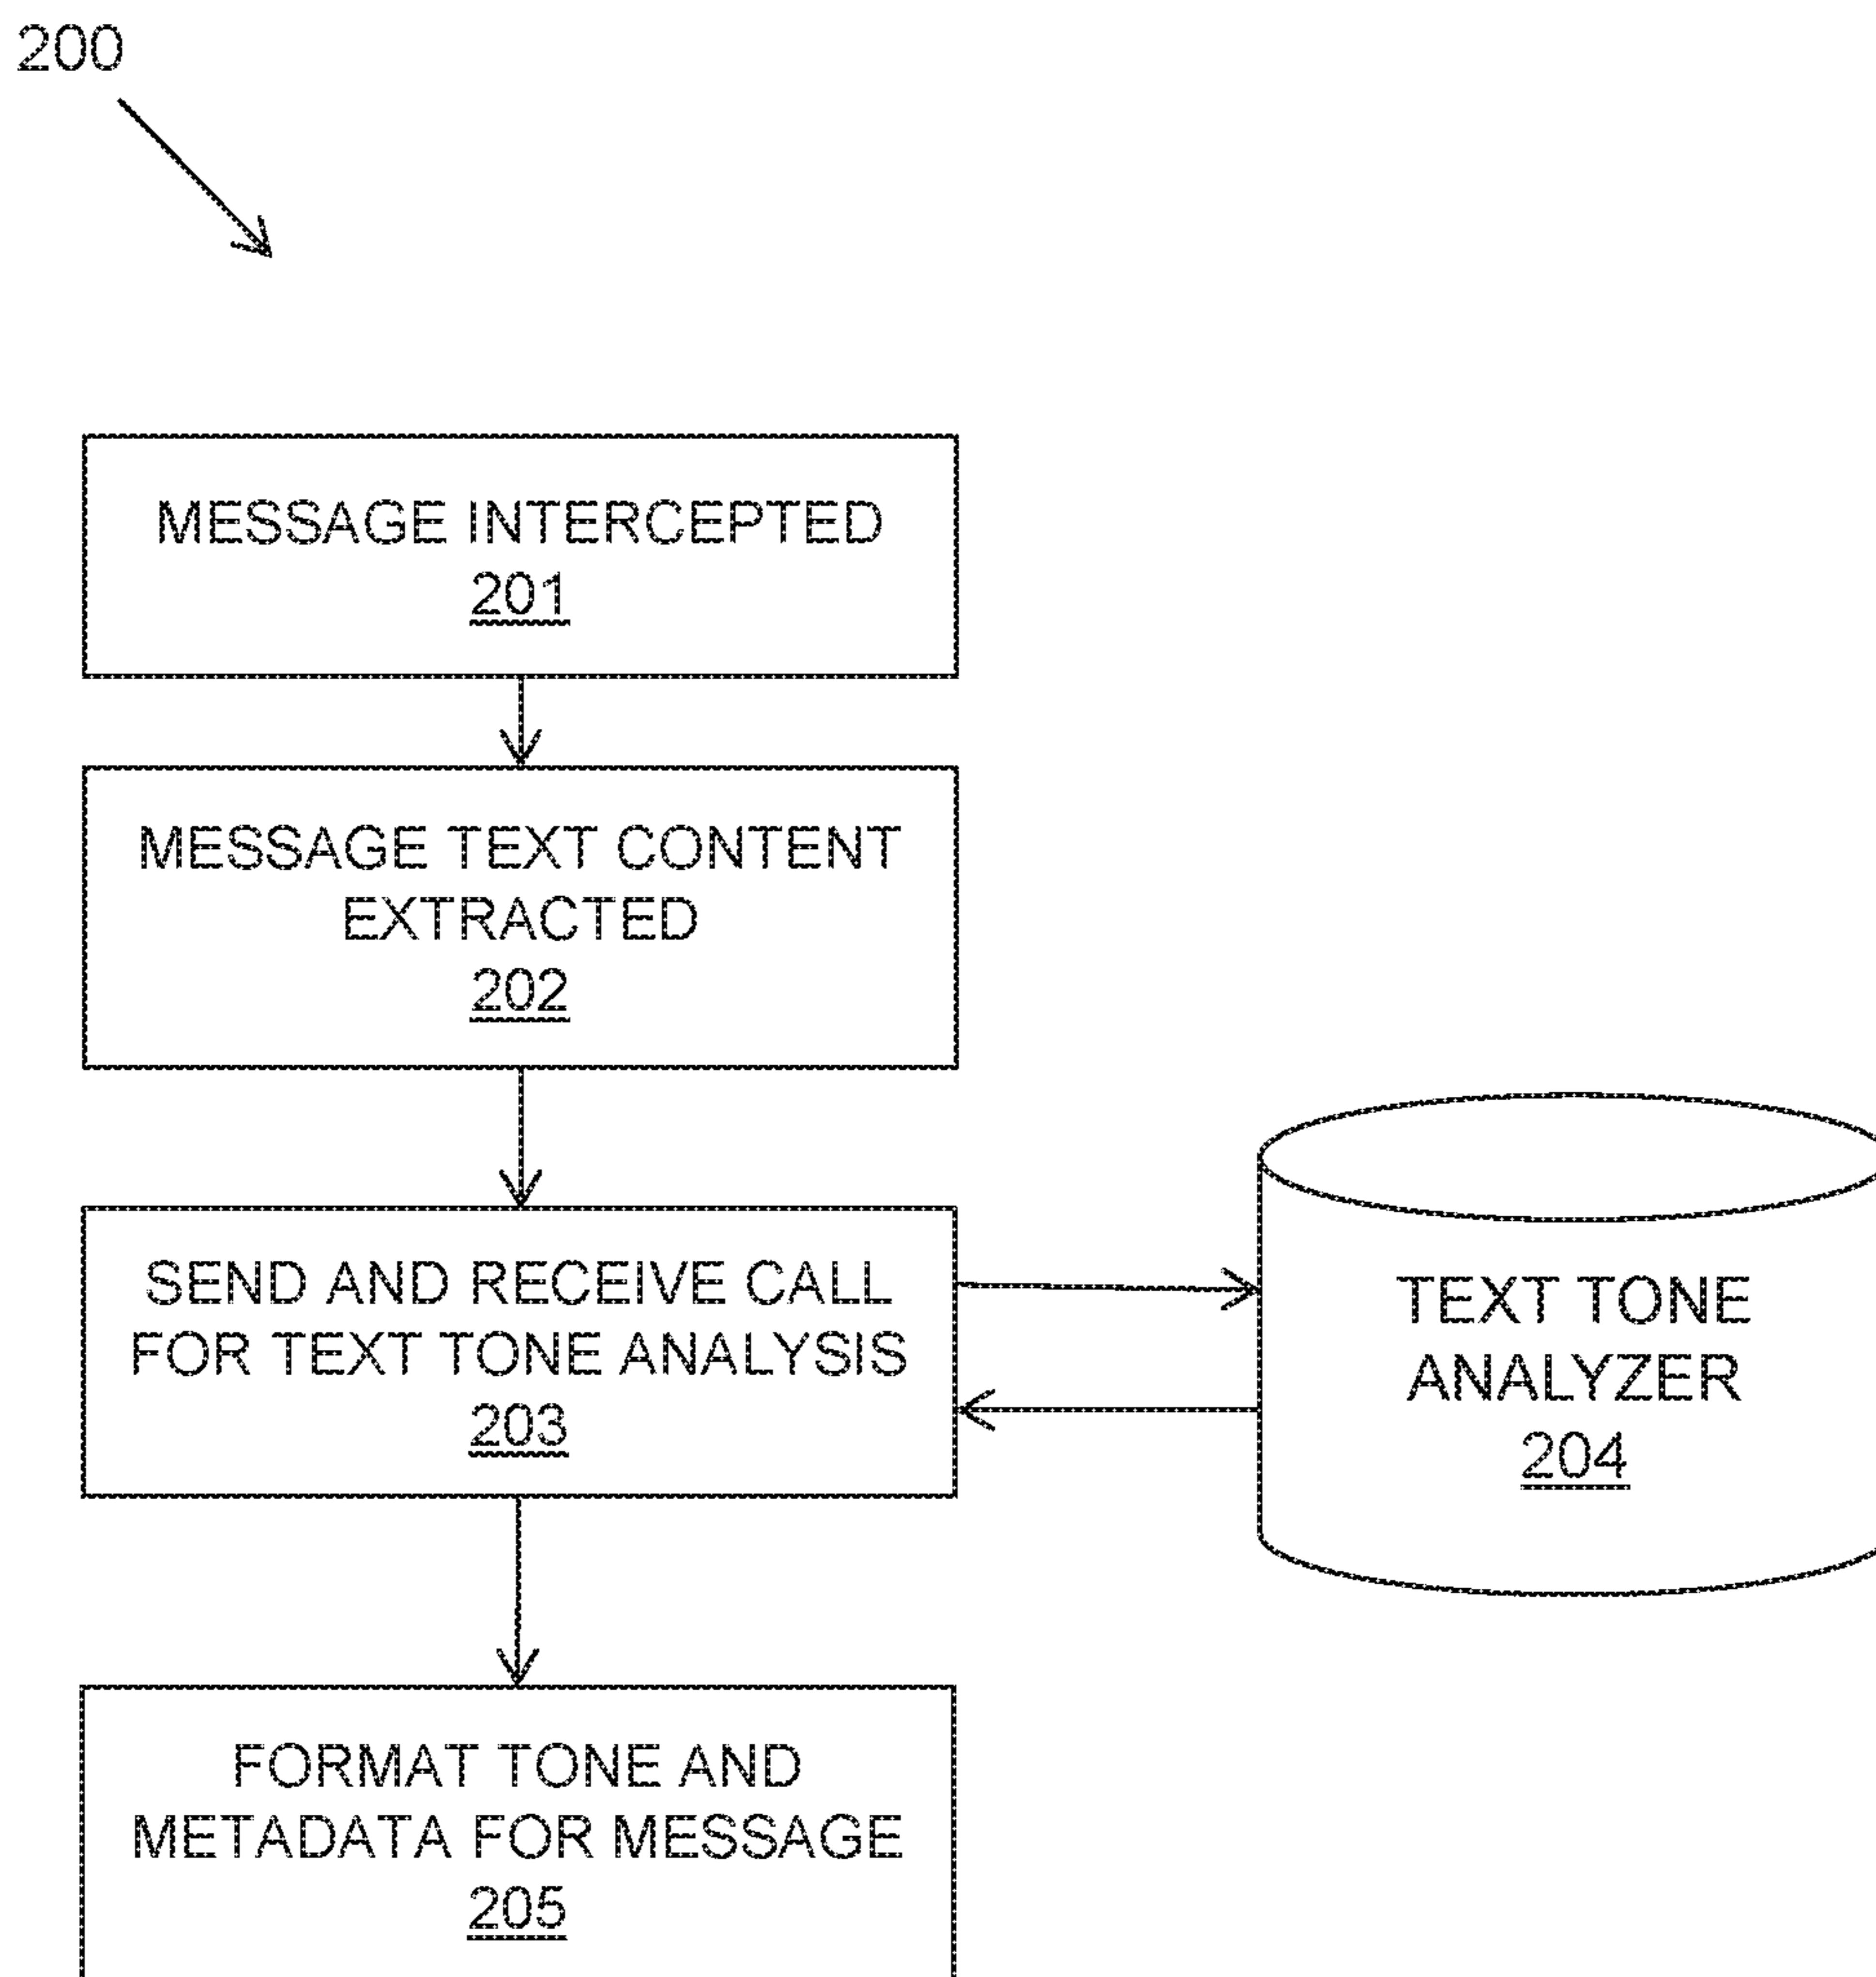 200
MESSAGE INTERCEPTED
201
MESSAGE TEXT CONTENT
EXTRACTED
202
SEND AND RECEIVE CALL
FOR TEXT TONE ANALYSIS
203
TEXT TONE
ANALYZER
204
FORMAT TONE AND
METADATA FOR MESSAGE
205